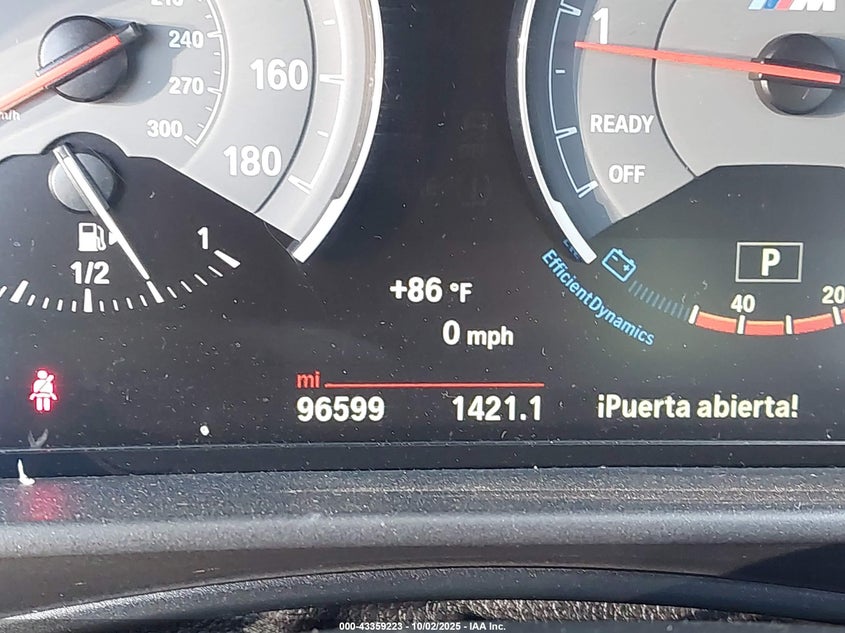 240
270
300
160
180
1
READY
OFF
1
1/2
+86 °F
0 mph
EfficientDynamics
P
40
20
mi
96599 1421.1 ¡Puerta abierta!
000-43359223 - 10/02/2025 - IAA Inc.